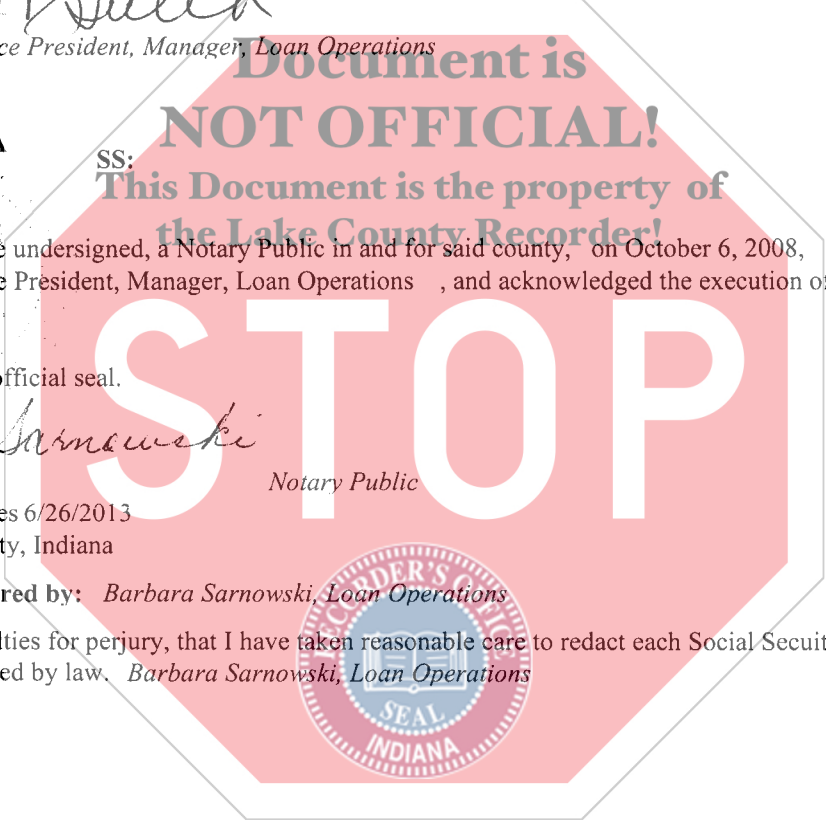 ce President, Manager, Loan Operations
Document is
NOT OFFICIAL!
SS:
This Document is the property of
the Lake County Recorder!
e undersigned, a Notary Public in and for said county, on October 6, 2008,
e President, Manager, Loan Operations , and acknowledged the execution of
official seal.
STOP
Sarnowski
Notary Public
es 6/26/2013
ty, Indiana
red by: Barbara Sarnowski, Loan Operations
RECORDER'S OFFICE
lties for perjury, that I have taken reasonable care to redact each Social Secuit
ed by law. Barbara Sarnowski, Loan Operations
SEAL
INDIANA